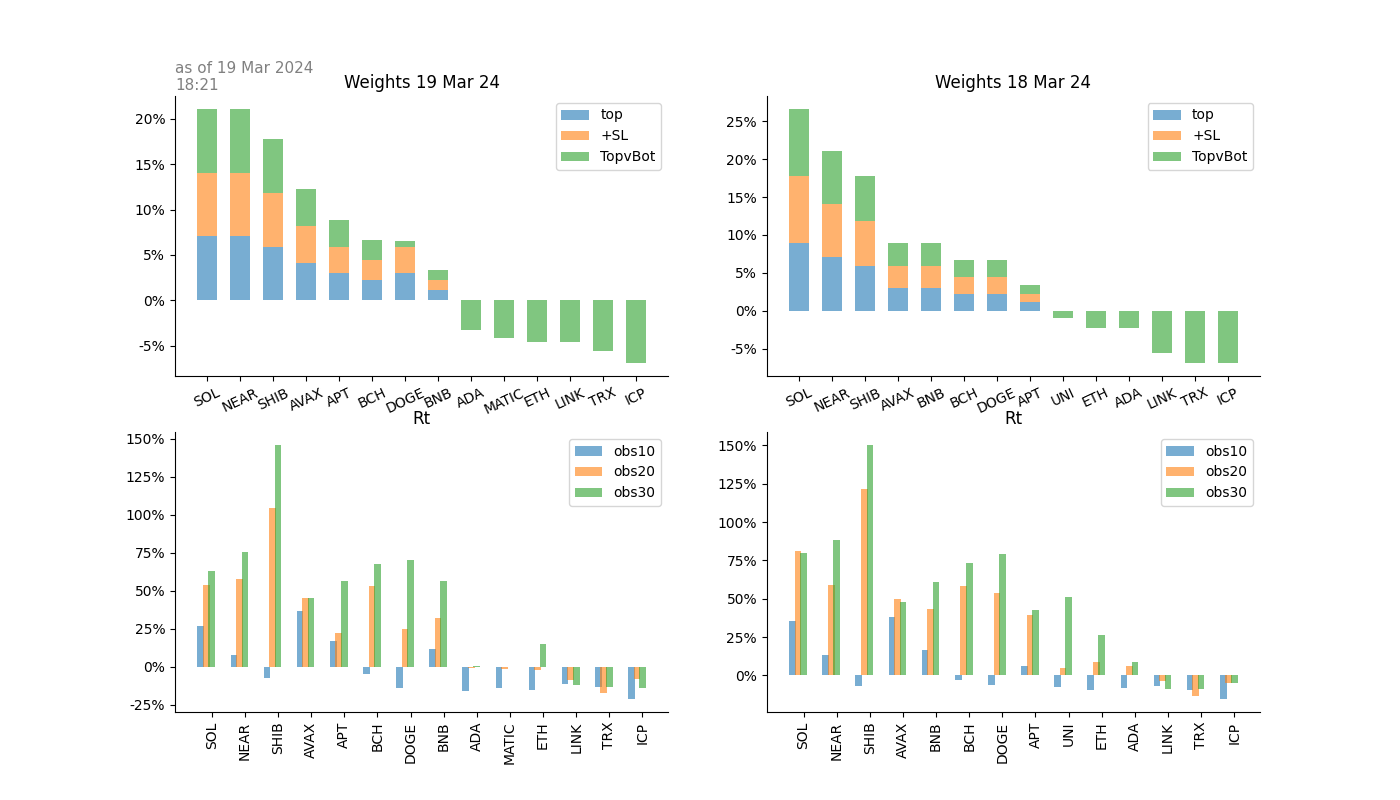 as of 19 Mar 2024
18:21
Weights 19 Mar 24
20%
15%
10%
5%
0%
-5%
top
+SL
TopvBot
SOL NEAR SHIB AVAX APT BCH DOGE BNB ADA MATIC ETH LINK TRX ICP
Weights 18 Mar 24
25%
20%
15%
10%
5%
0%
-5%
top
+SL
TopvBot
SOL NEAR SHIB AVAX BNB BCH DOGE APT UNI ETH ADA LINK TRX ICP
Rt
150%
125%
100%
75%
50%
25%
0%
-25%
obs10
obs20
obs30
SOL NEAR SHIB AVAX APT BCH DOGE BNB ADA MATIC ETH LINK TRX ICP
Rt
150%
125%
100%
75%
50%
25%
0%
obs10
obs20
obs30
SOL NEAR SHIB AVAX BNB BCH DOGE APT UNI ETH ADA LINK TRX ICP